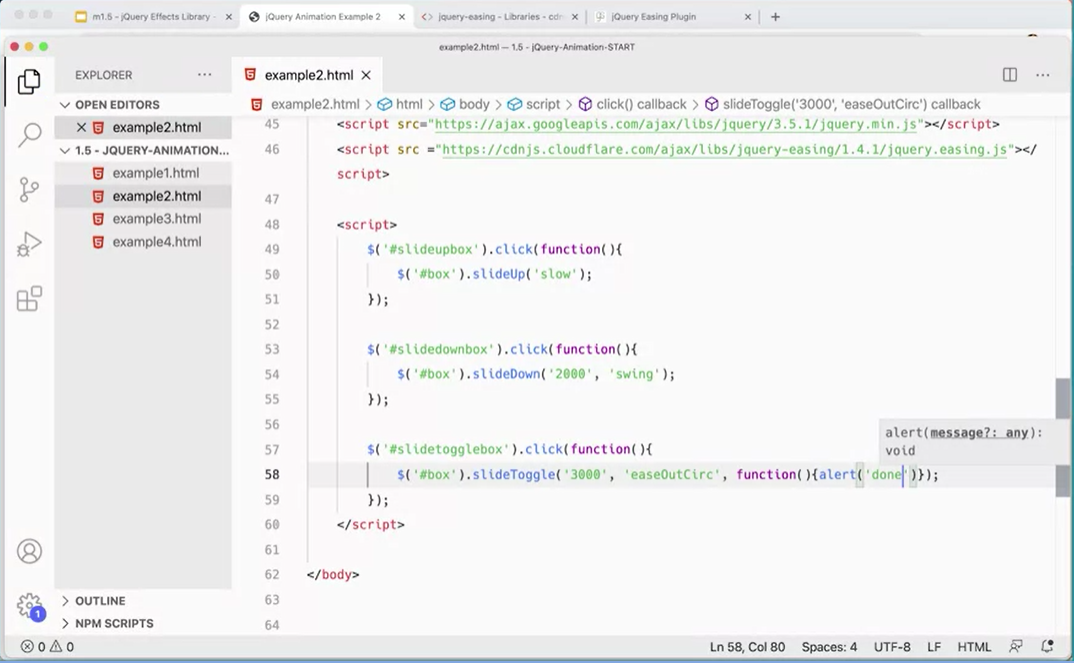 m1.5 - jQuery Effects Library -
jQuery Animation Example 2
jquery-easing - Libraries - cdn
jQuery Easing Plugin
example2.html — 1.5 - jQuery-Animation-START
EXPLORER
OPEN EDITORS
example2.html
1.5 - JQUERY-ANIMATION...
example1.html
example2.html
example3.html
example4.html
OUTLINE
NPM SCRIPTS
1
example2.html
example2.html > html > body > script > click() callback > slideToggle('3000', 'easeOutCirc') callback
45 <script src="https://ajax.googleapis.com/ajax/libs/jquery/3.5.1/jquery.min.js"></script>
46 <script src ="https://cdnjs.cloudflare.com/ajax/libs/jquery-easing/1.4.1/jquery.easing.js"></
script>
47
48 <script>
49 $('#slideupbox').click(function(){
50 $('#box').slideUp('slow');
51 });
52
53 $('#slidedownbox').click(function(){
54 $('#box').slideDown('2000', 'swing');
55 });
56
57 $('#slidetogglebox').click(function(){
58 $('#box').slideToggle('3000', 'easeOutCirc', function(){alert('done')});
59 });
60 </script>
61
62 </body>
63
64
alert(message?: any):
void
0 0
Ln 58, Col 80
Spaces: 4
UTF-8
LF
HTML